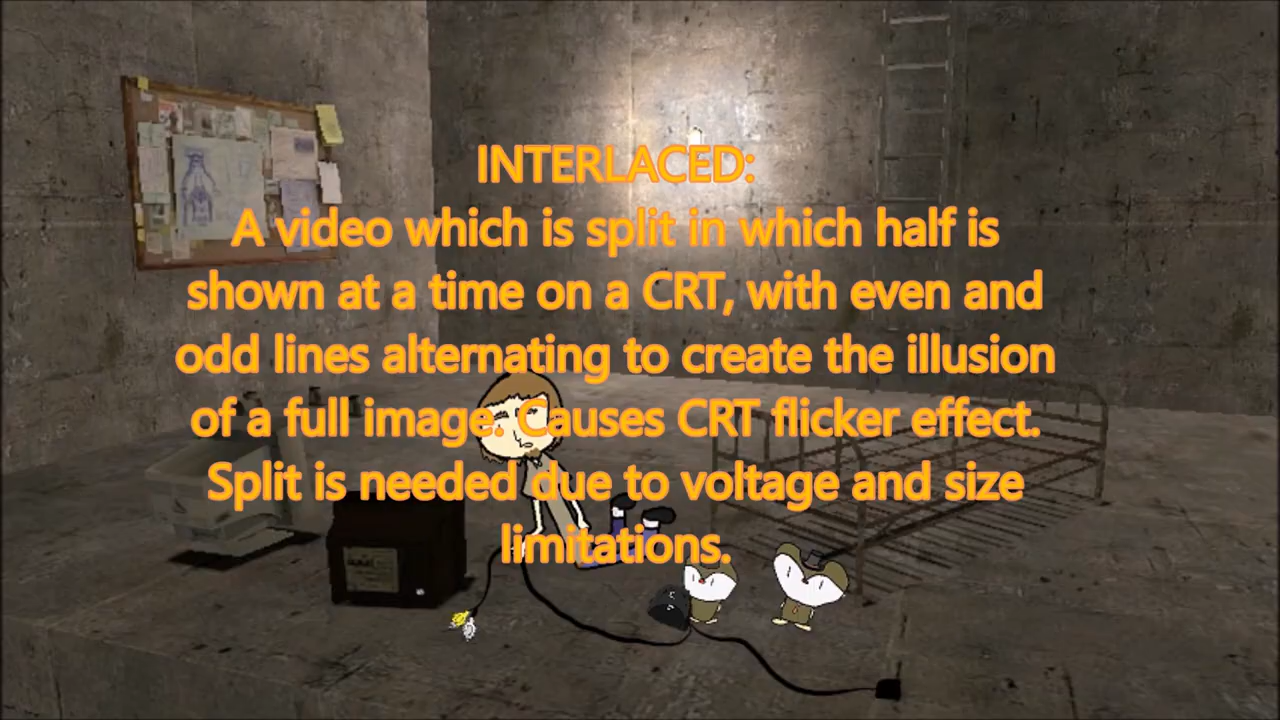 INTERLACED:
A video which is split in which half is
shown at a time on a CRT, with even and
odd lines alternating to create the illusion
of a full image. Causes CRT flicker effect.
Split is needed due to voltage and size
limitations.